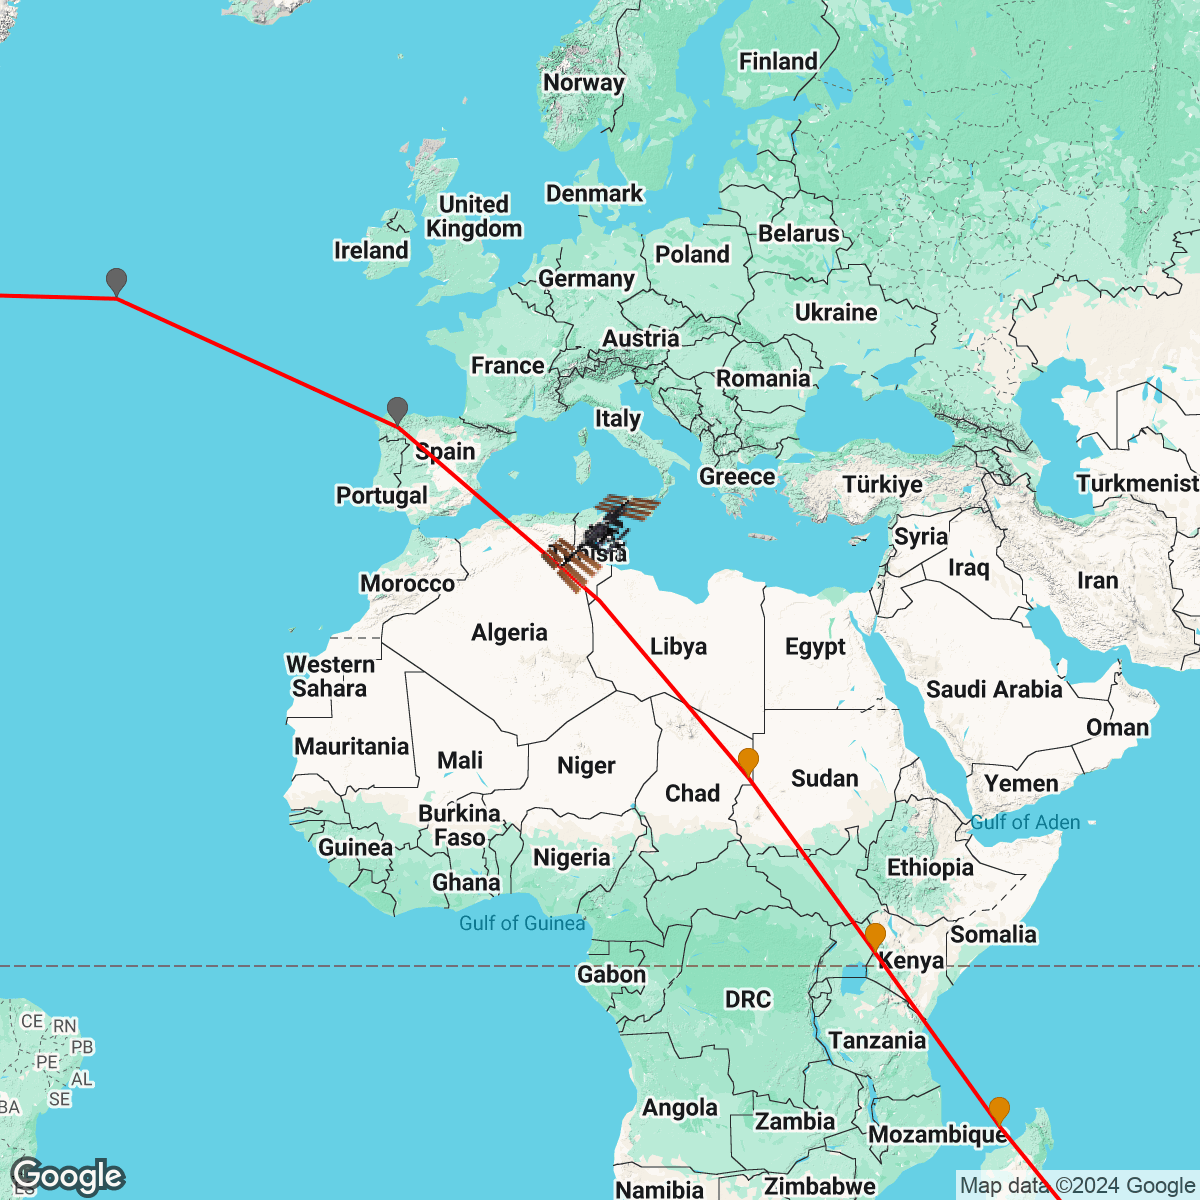 Finland
Norway
Denmark
United
Kingdom
Belarus
Ireland
Poland
Germany
Ukraine
Austria
France
Romania
Italy
Spain
Greece
Türkiye
Turkmenist
Portugal
Syria
Iraq
Iran
Morocco
Algeria
Libya
Egypt
Western
Sahara
Saudi Arabia
Oman
Mauritania
Mali
Niger
Chad
Sudan
Yemen
Burkina
Faso
Gulf of Aden
Guinea
Nigeria
Ethiopia
Ghana
Gulf of Guinea
Somalia
Kenya
Gabon
DRC
CE
RN
PB
PE
AL
SE
BA
Tanzania
Angola
Zambia
Mozambique
Namibia
Zimbabwe
Google
Map data ©2024 Google